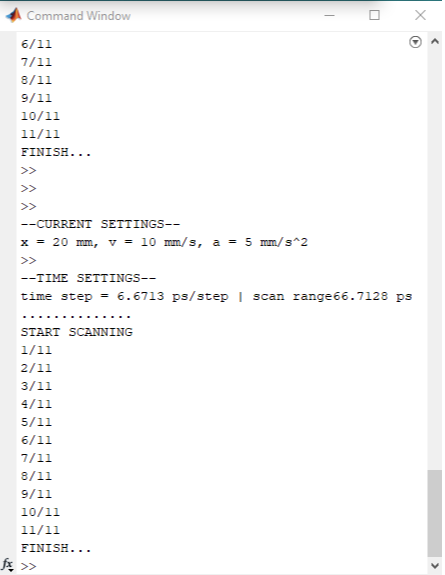 Command Window
6/11
7/11
8/11
9/11
10/11
11/11
FINISH...
>>
>>
>>
--CURRENT SETTINGS--
x = 20 mm, v = 10 mm/s, a = 5 mm/s^2
>>
--TIME SETTINGS--
time step = 6.6713 ps/step | scan range66.7128 ps
..............
START SCANNING
1/11
2/11
3/11
4/11
5/11
6/11
7/11
8/11
9/11
10/11
11/11
FINISH...
fx >>